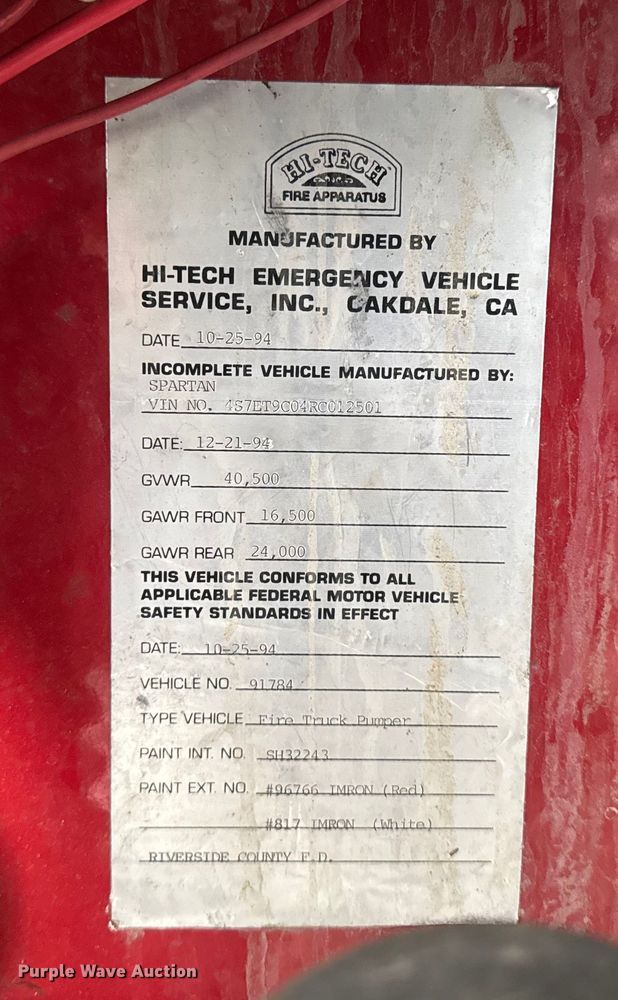 HI-TECH
FIRE APPARATUS
MANUFACTURED BY
HI-TECH EMERGENCY VEHICLE
SERVICE, INC., OAKDALE, CA
DATE 10-25-94
INCOMPLETE VEHICLE MANUFACTURED BY:
SPARTAN
VIN NO. 4S7ET9C04RC012501
DATE: 12-21-93
GVWR 40,500
GAWR FRONT 16,500
GAWR REAR 24,000
THIS VEHICLE CONFORMS TO ALL
APPLICABLE FEDERAL MOTOR VEHICLE
SAFETY STANDARDS IN EFFECT
DATE: 10-25-94
VEHICLE NO. 91784
TYPE VEHICLE Fire Truck Pumper
PAINT INT. NO. SH32243
PAINT EXT. NO. #96766 IMRON (Red)
#817 IMRON (White)
RIVERSIDE COUNTY F.D.
Purple Wave Auction